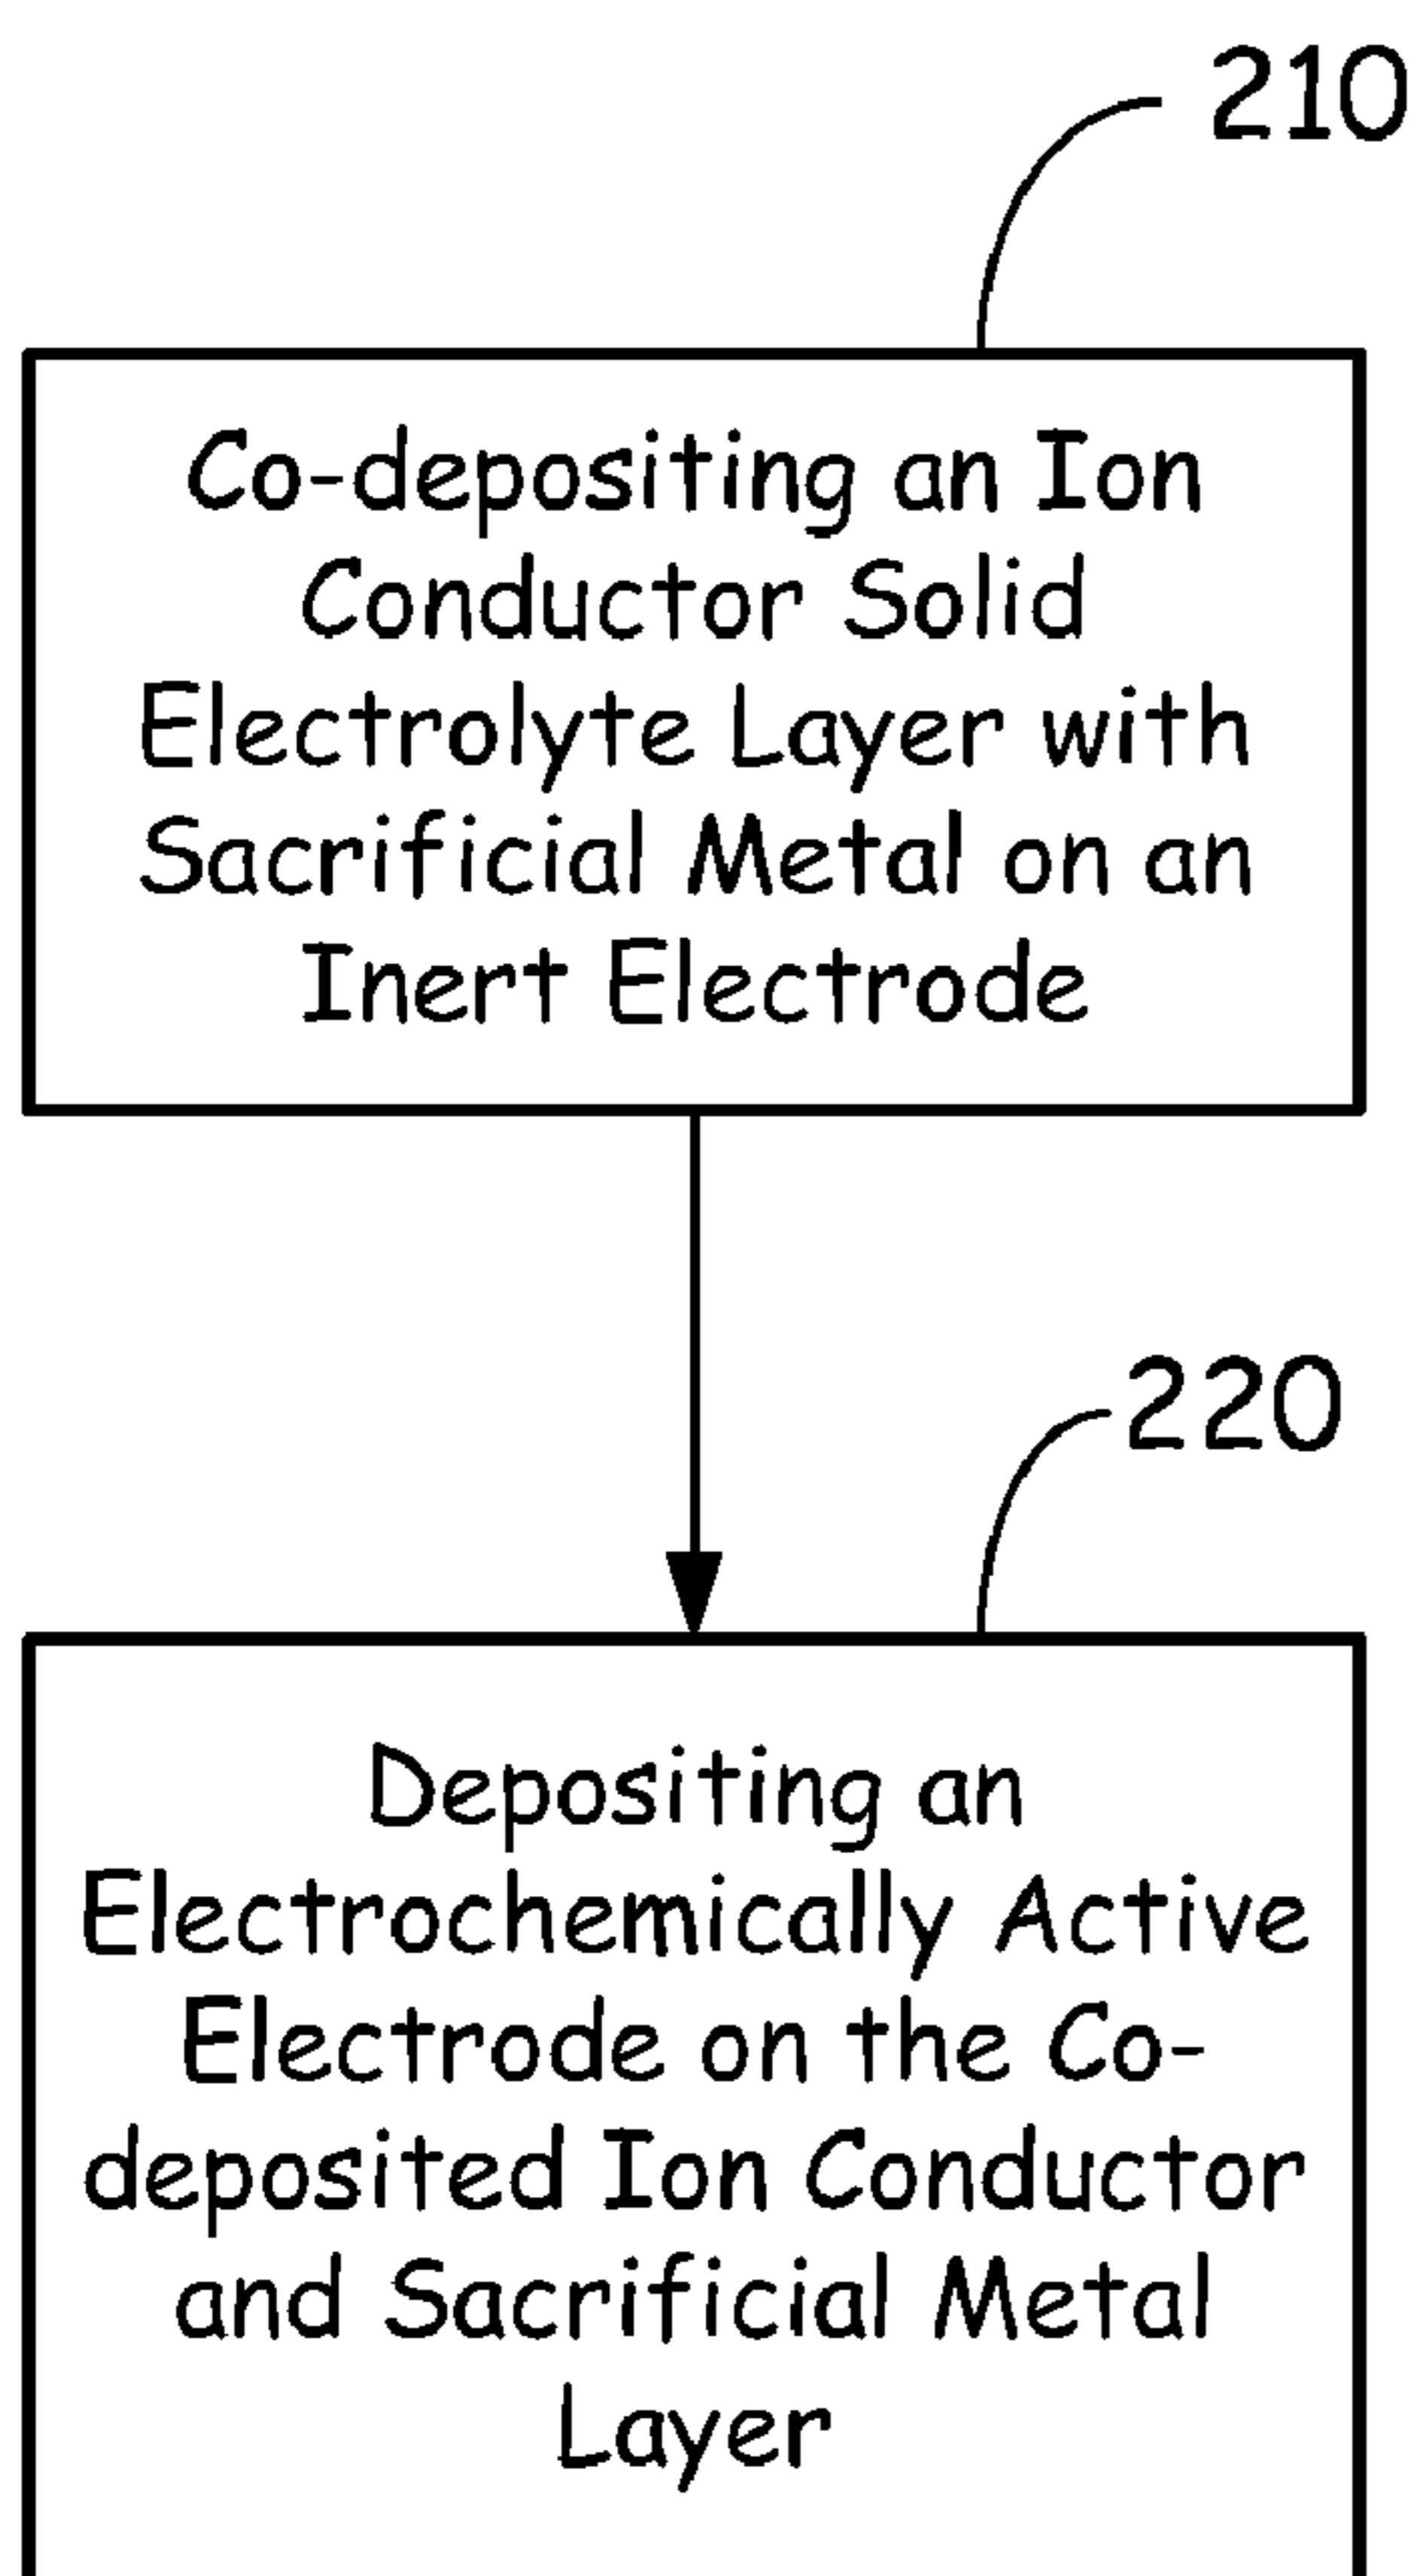 210
Co-depositing an Ion
Conductor Solid
Electrolyte Layer with
Sacrificial Metal on an
Inert Electrode
220
Depositing an
Electrochemically Active
Electrode on the Co-
deposited Ion Conductor
and Sacrificial Metal
Layer